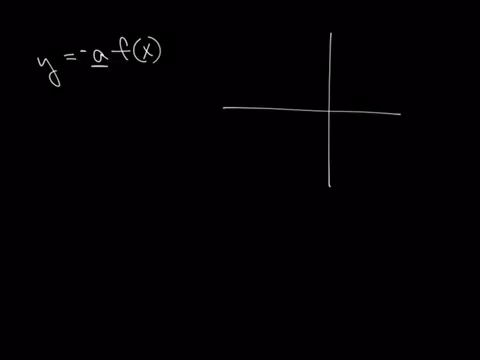 y = -a f(x)